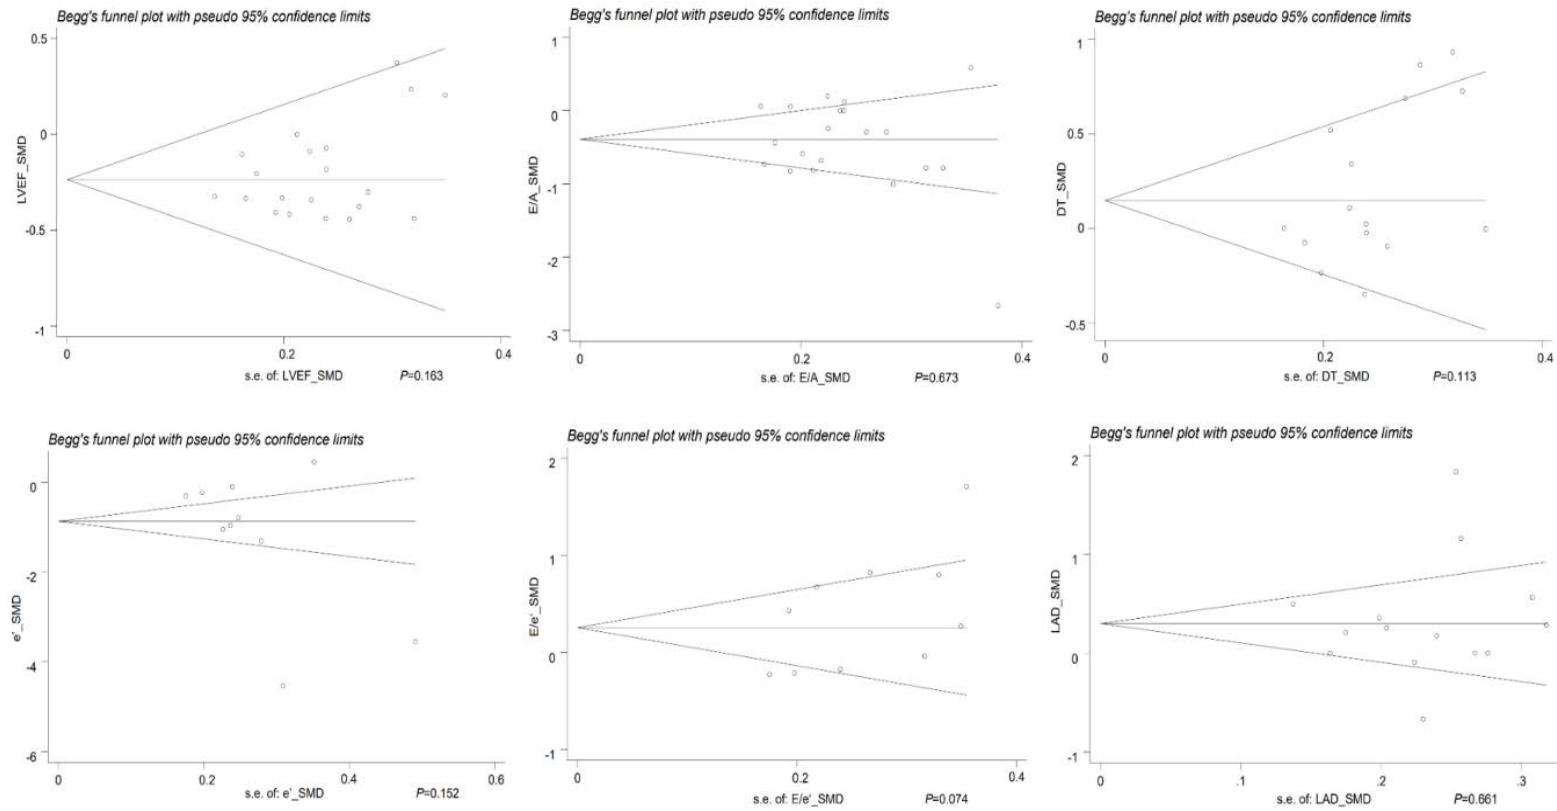 Begg's funnel plot with pseudo 95% confidence limits
0.5
0
-0.5
-1
LVEF_SMD
0
0.2
0.4
s.e. of: LVEF_SMD
P=0.163
Begg's funnel plot with pseudo 95% confidence limits
1
0
-1
-2
-3
E/A_SMD
0
0.2
0.4
s.e. of: E/A_SMD
P=0.673
Begg's funnel plot with pseudo 95% confidence limits
1
0.5
0
-0.5
DT_SMD
0
0.2
0.4
s.e. of: DT_SMD
P=0.113
Begg's funnel plot with pseudo 95% confidence limits
0
-2
-4
-6
e'_SMD
0
0.2
0.4
0.6
s.e. of: e'_SMD
P=0.152
Begg's funnel plot with pseudo 95% confidence limits
2
1
0
-1
E/e'_SMD
0
0.2
0.4
s.e. of: E/e'_SMD
P=0.074
Begg's funnel plot with pseudo 95% confidence limits
2
1
0
-1
LAD_SMD
0
.1
.2
.3
s.e. of: LAD_SMD
P=0.661